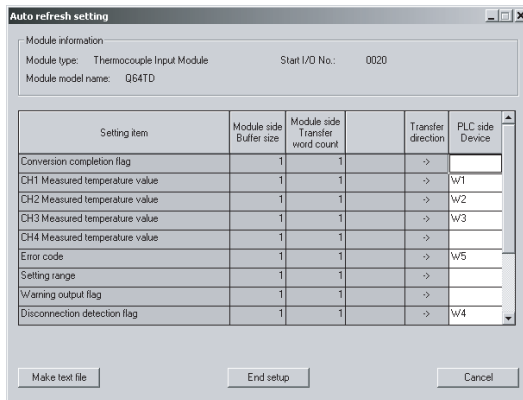 Auto refresh setting
Module information
Module type: Thermocouple Input Module Start I/O No.: 0020
Module model name: Q64TD
Setting item Module side Buffer size Module side Transfer word count Transfer direction PLC side Device
Conversion completion flag 1 1 ->
CH1 Measured temperature value 1 1 -> W1
CH2 Measured temperature value 1 1 -> W2
CH3 Measured temperature value 1 1 -> W3
CH4 Measured temperature value 1 1 ->
Error code 1 1 -> W5
Setting range 1 1 ->
Warning output flag 1 1 ->
Disconnection detection flag 1 1 -> W4
Make text file End setup Cancel